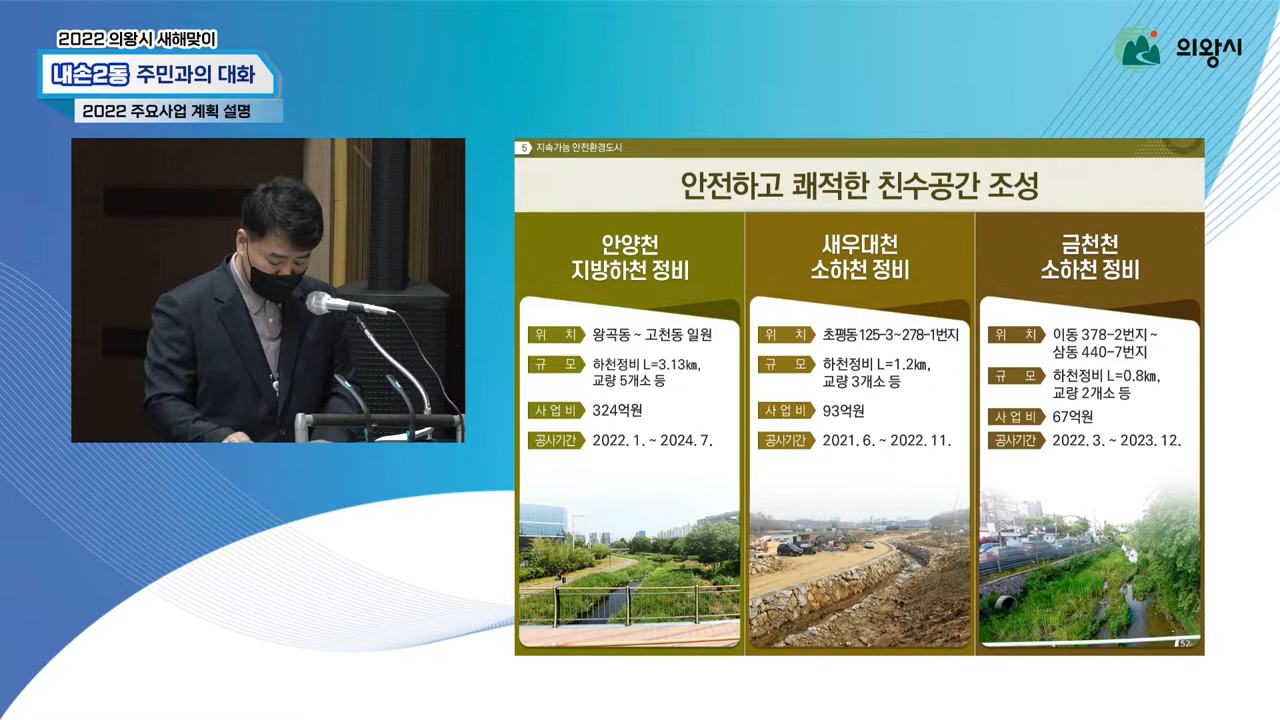 2022 의왕시 새해맞이
내손2동 주민과의 대화
2022 주요사업 계획 설명
의왕시
5 지속가능 안전환경도시
안전하고 쾌적한 친수공간 조성
안양천
지방하천 정비
위 치 왕곡동 ~ 고천동 일원
규 모 하천정비 L=3.13㎞,
교량 5개소 등
사 업 비 324억원
공사기간 2022. 1. ~ 2024. 7.
새우대천
소하천 정비
위 치 초평동 125-3~278-1번지
규 모 하천정비 L=1.2㎞,
교량 3개소 등
사 업 비 93억원
공사기간 2021. 6. ~ 2022. 11.
금천천
소하천 정비
위 치 이동 378-2번지 ~
삼동 440-7번지
규 모 하천정비 L=0.8㎞,
교량 2개소 등
사 업 비 67억원
공사기간 2022. 3. ~ 2023. 12.
52